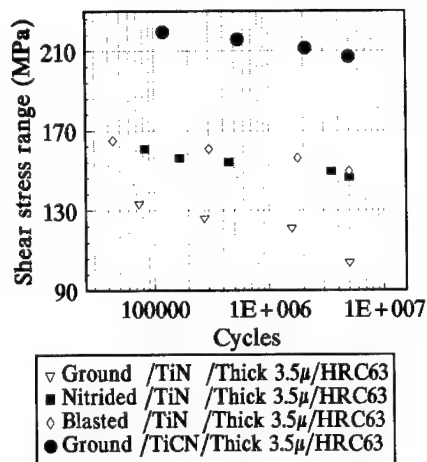 Shear stress range (MPa)
210
170
130
90
100000 1E+006 1E+007
Cycles
▽ Ground /TiN /Thick 3.5μ/HRC63
■ Nitrided /TiN /Thick 3.5μ/HRC63
◇ Blasted /TiN /Thick 3.5μ/HRC63
● Ground /TiCN/Thick 3.5μ/HRC63